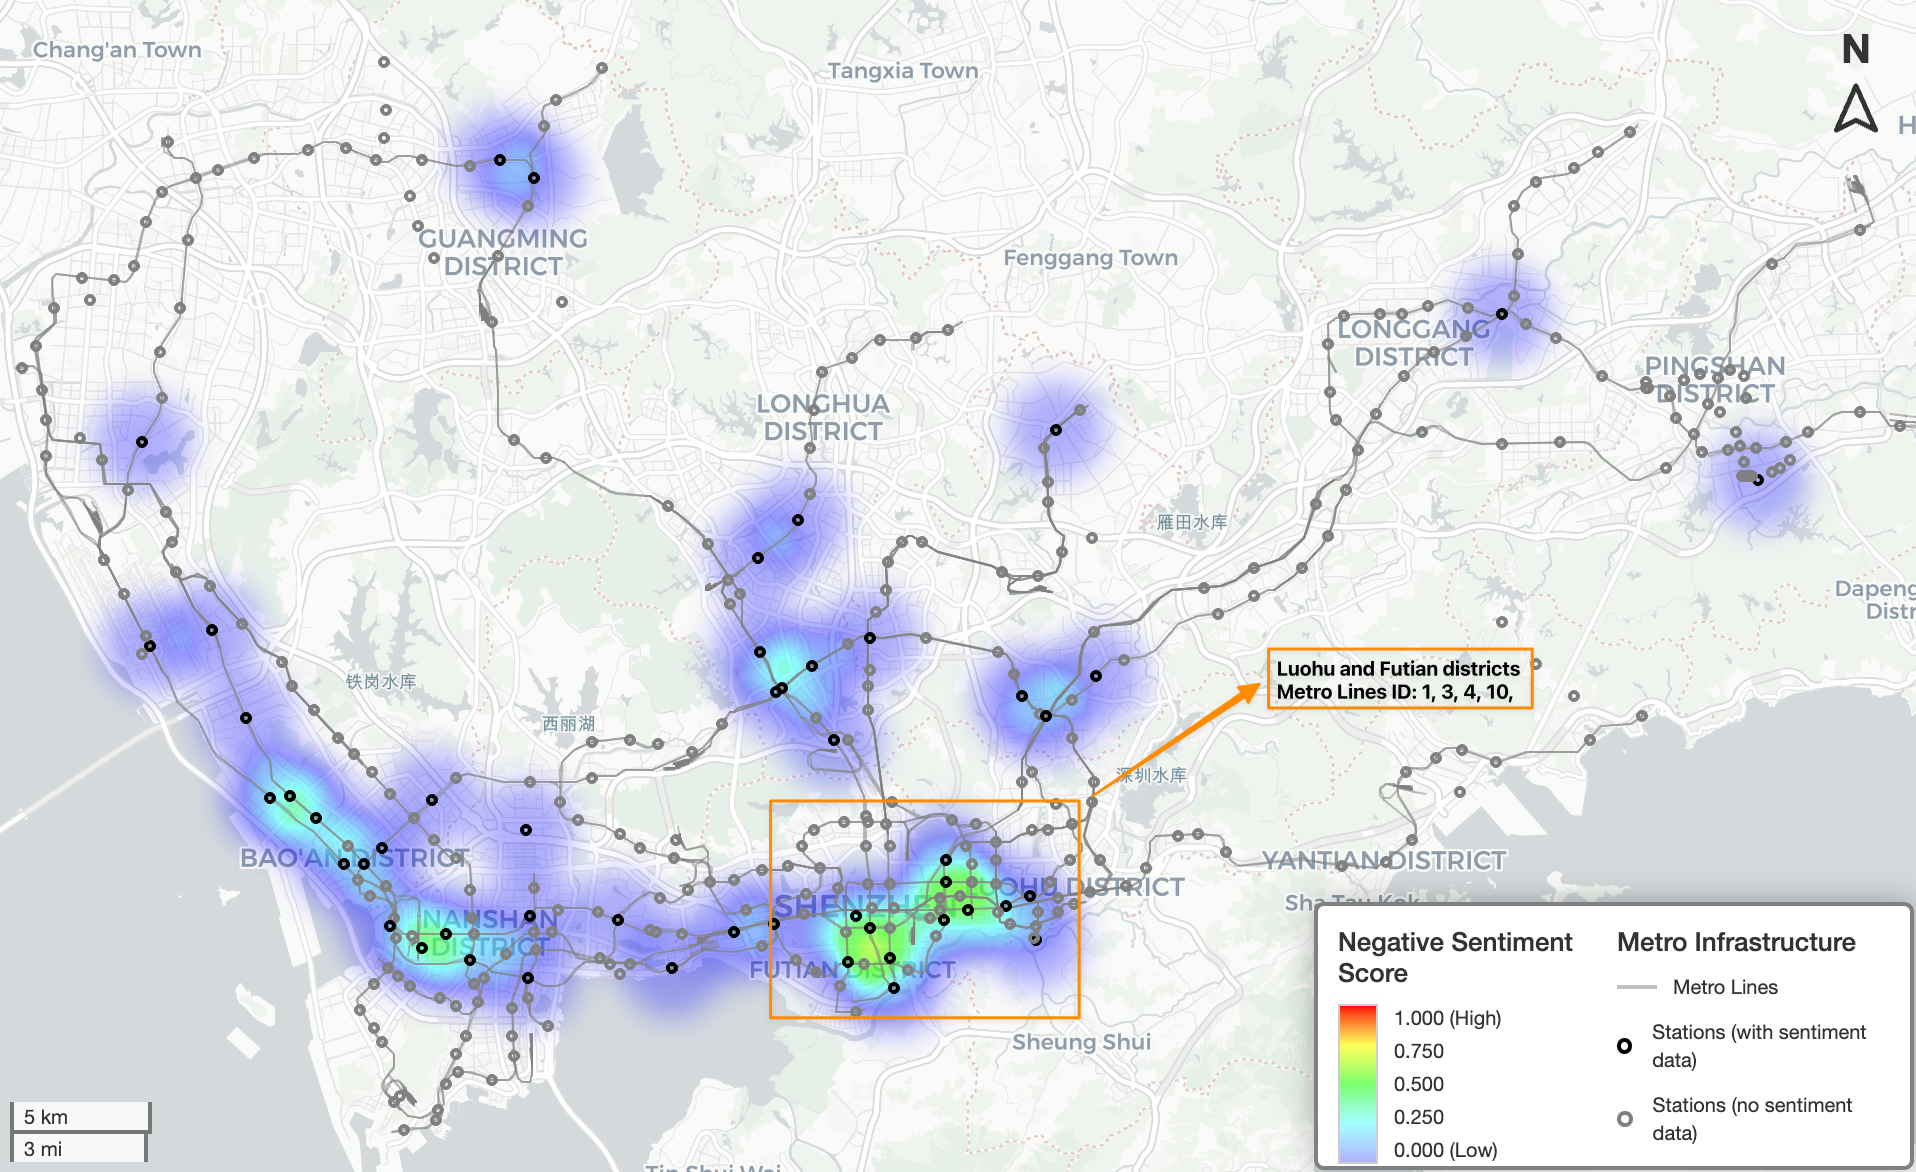 Chang'an Town
Tangxia Town
N
H
GUANGMING
DISTRICT
Fenggang Town
LONGGANG
DISTRICT
PINGSHAN
DISTRICT
LONGHUA
DISTRICT
雁田水库
Dapeng
Distr
铁岗水库
西丽湖
Luohu and Futian districts
Metro Lines ID: 1, 3, 4, 10,
深圳水库
BAO'AN DISTRICT
YANTIAN DISTRICT
LUOHU DISTRICT
SHENZHEN
Sha Tau Kok
NANSHAN
DISTRICT
FUTIAN DISTRICT
Sheung Shui
Tin Shui Wai
5 km
3 mi
Negative Sentiment
Score
1.000 (High)
0.750
0.500
0.250
0.000 (Low)
Metro Infrastructure
Metro Lines
Stations (with sentiment
data)
Stations (no sentiment
data)